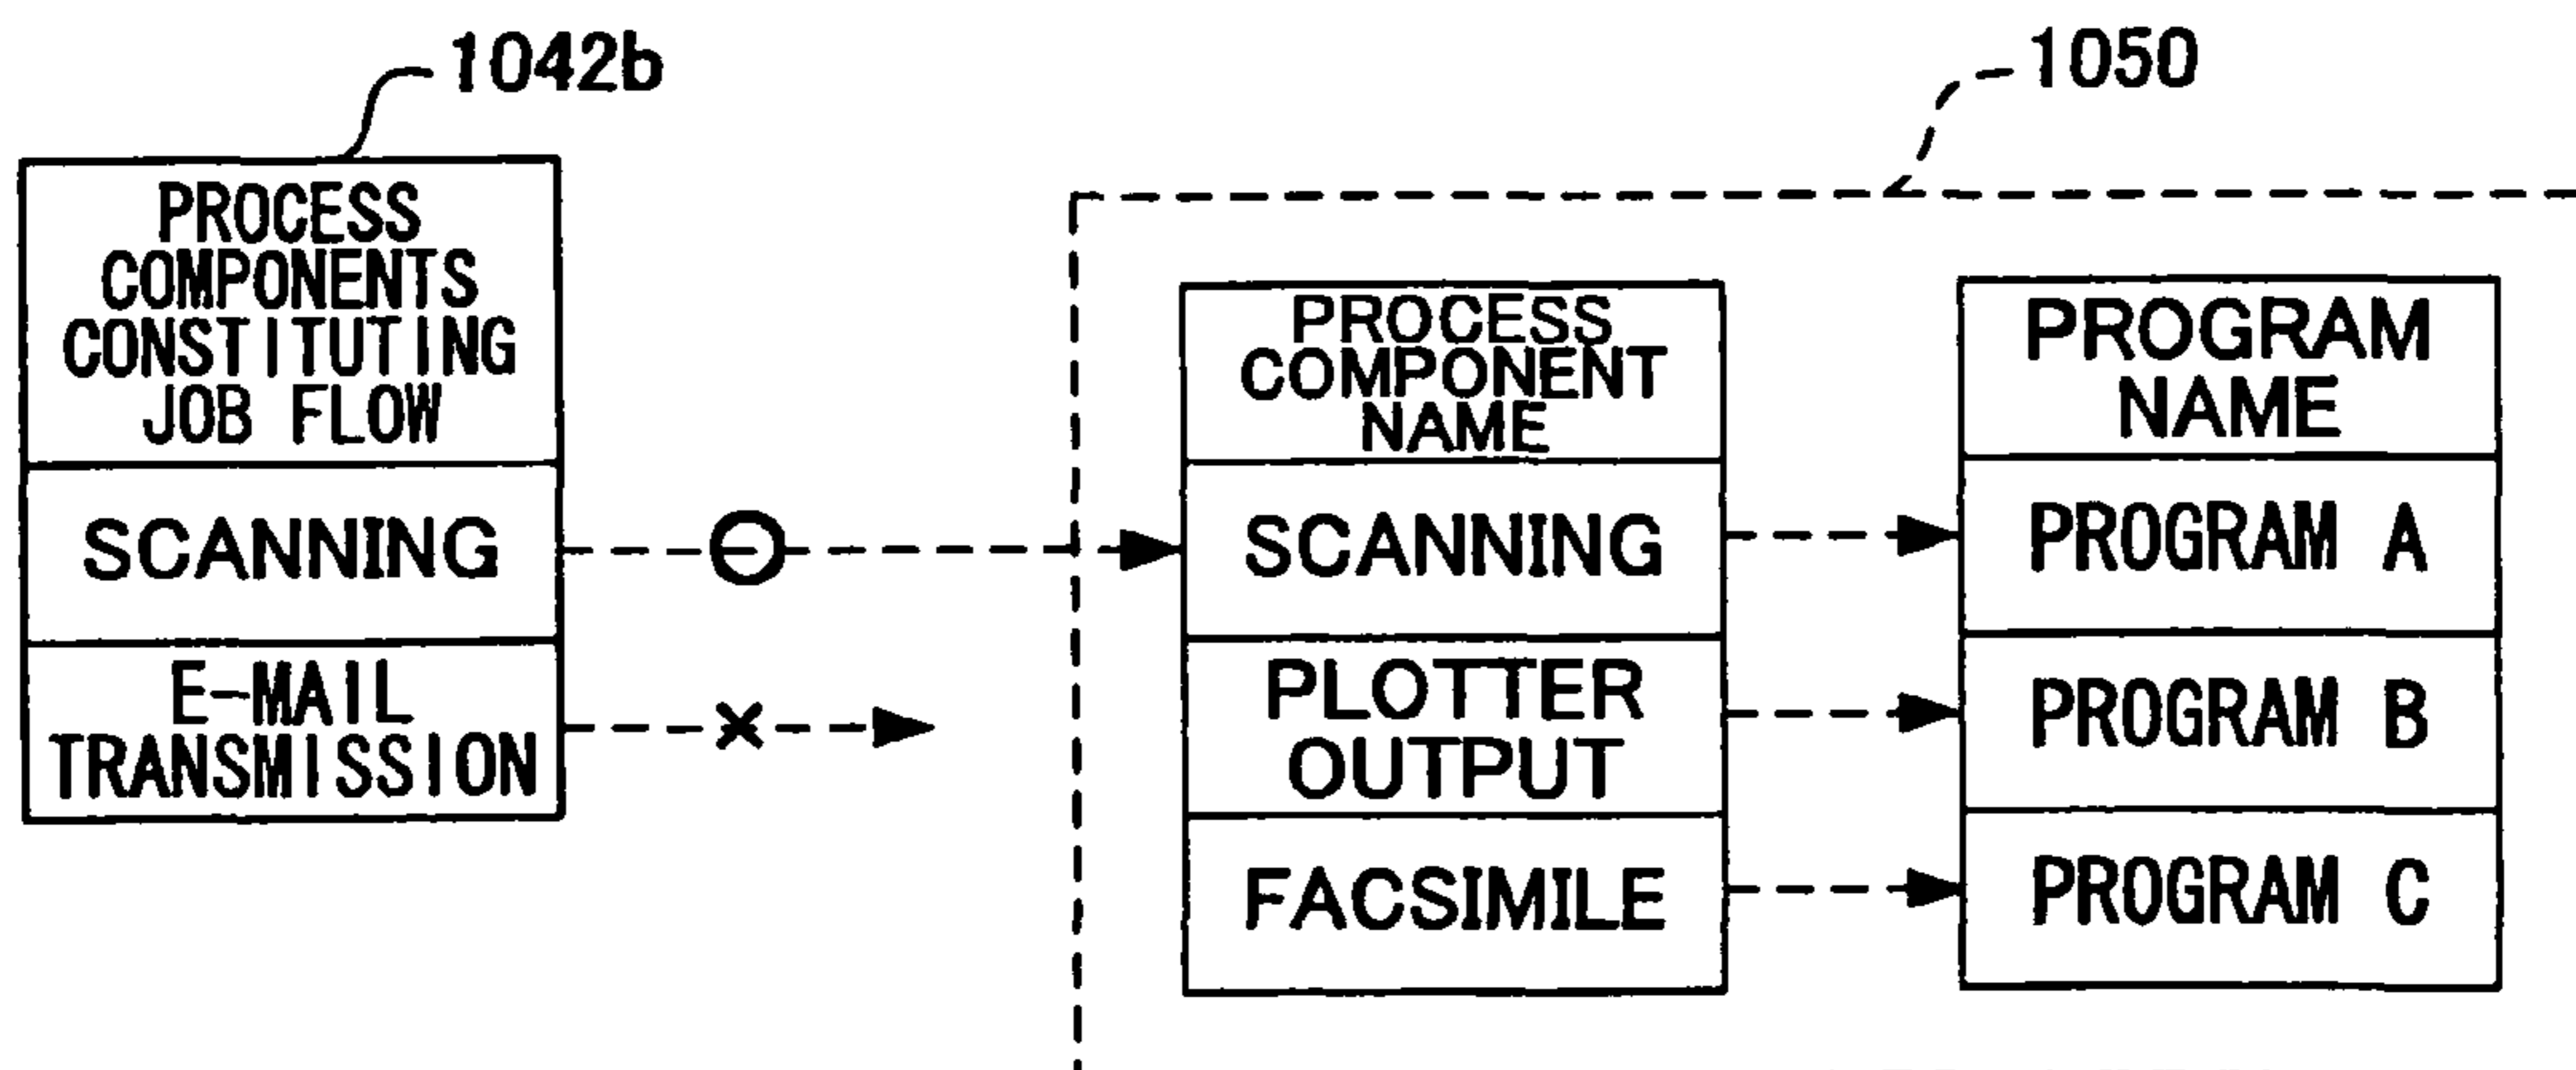 1042b
1050
PROCESS
COMPONENTS
CONSTITUTING
JOB FLOW
SCANNING
E-MAIL
TRANSMISSION
PROCESS
COMPONENT
NAME
SCANNING
PLOTTER
OUTPUT
FACSIMILE
PROGRAM
NAME
PROGRAM A
PROGRAM B
PROGRAM C